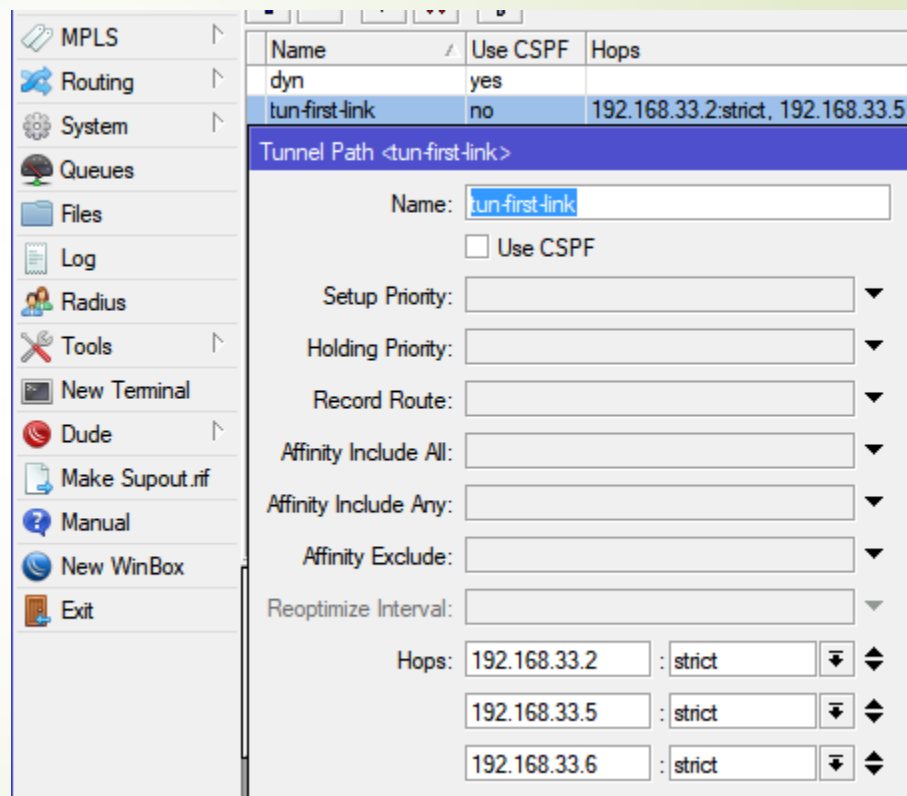 MPLS
Routing
System
Queues
Files
Log
Radius
Tools
New Terminal
Dude
Make Supout.rif
Manual
New WinBox
Exit
Name Use CSPF Hops
dyn yes
tun-first-link no 192.168.33.2:strict, 192.168.33.5
Tunnel Path <tun-first-link>
Name: tun-first-link
Use CSPF
Setup Priority:
Holding Priority:
Record Route:
Affinity Include All:
Affinity Include Any:
Affinity Exclude:
Reoptimize Interval:
Hops: 192.168.33.2 : strict
192.168.33.5 : strict
192.168.33.6 : strict